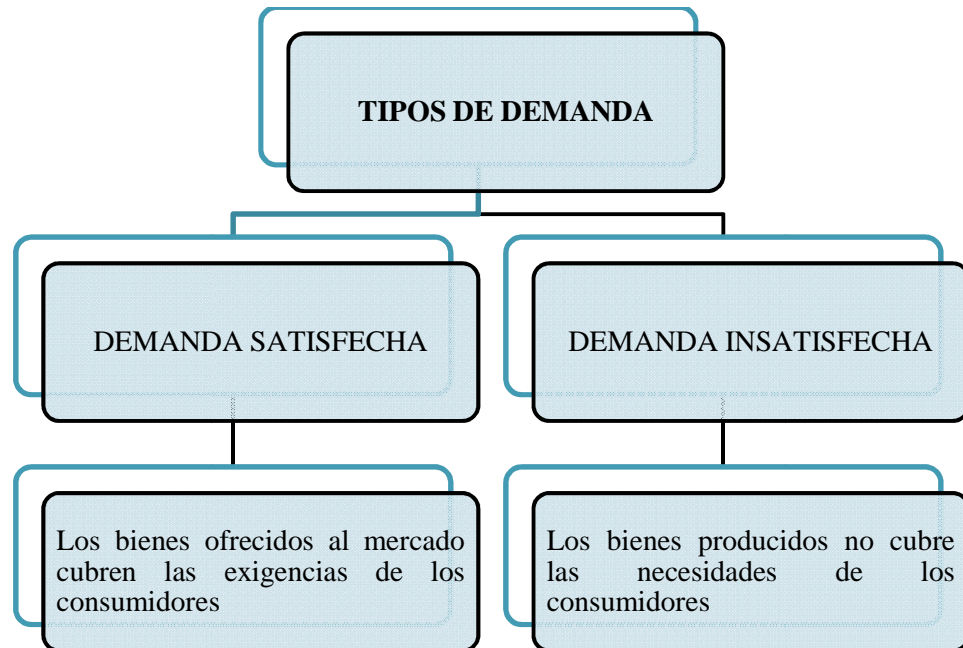 TIPOS DE DEMANDA
DEMANDA SATISFECHA
DEMANDA INSATISFECHA
Los bienes ofrecidos al mercado
cubren las exigencias de los
consumidores
Los bienes producidos no cubre
las necesidades de los
consumidores